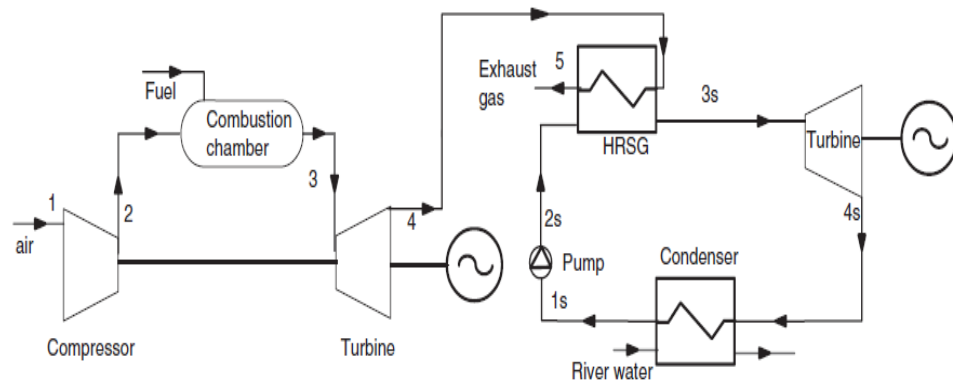 5
Exhaust
gas
3s
Fuel
Combustion
chamber
HRSG
Turbine
1
2
3
4
air
2s
4s
Pump
Condenser
1s
Compressor
Turbine
River water